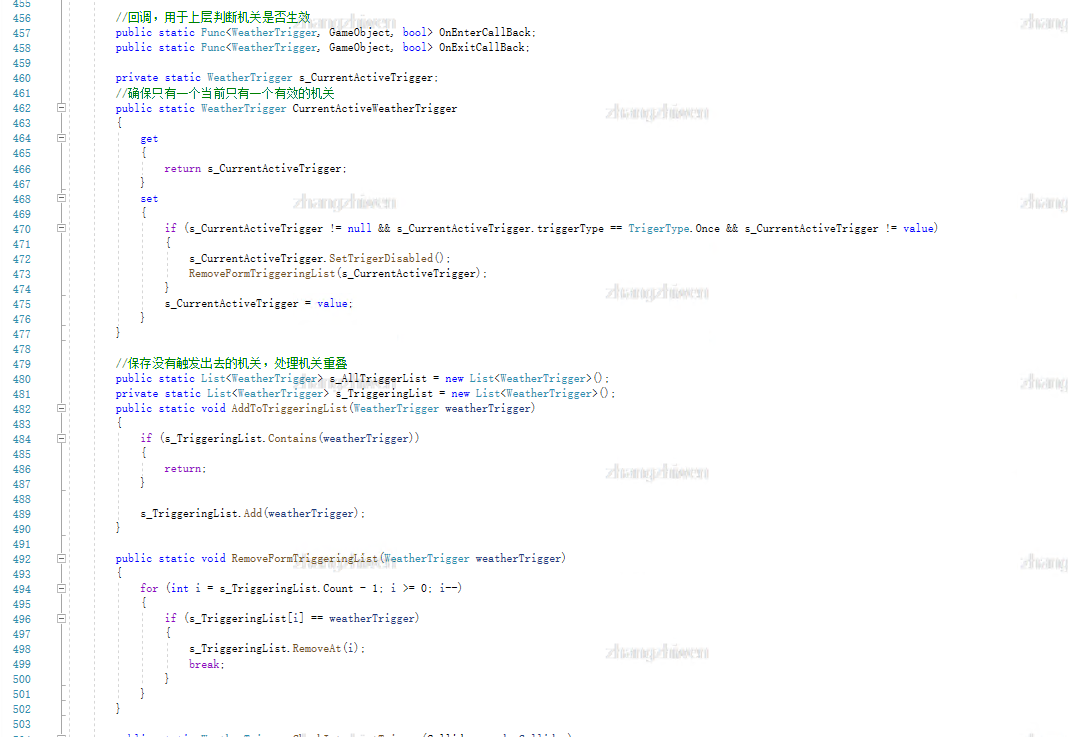 455
456 //回调，用于上层判断机关是否生效
457 public static Func<WeatherTrigger, GameObject, bool> OnEnterCallBack;
458 public static Func<WeatherTrigger, GameObject, bool> OnExitCallBack;
459
460 private static WeatherTrigger s_CurrentActiveTrigger;
461 //确保只有一个当前只有一个有效的机关
462 public static WeatherTrigger CurrentActiveWeatherTrigger
463 {
464 get
465 {
466 return s_CurrentActiveTrigger;
467 }
468 set
469 {
470 if (s_CurrentActiveTrigger != null && s_CurrentActiveTrigger.triggerType == TrigerType.Once && s_CurrentActiveTrigger != value)
471 {
472 s_CurrentActiveTrigger.SetTrigerDisabled();
473 RemoveFormTriggeringList(s_CurrentActiveTrigger);
474 }
475 s_CurrentActiveTrigger = value;
476 }
477 }
478
479 //保存没有触发出去的机关，处理机关重叠
480 public static List<WeatherTrigger> s_AllTriggerList = new List<WeatherTrigger>();
481 private static List<WeatherTrigger> s_TriggeringList = new List<WeatherTrigger>();
482 public static void AddToTriggeringList(WeatherTrigger weatherTrigger)
483 {
484 if (s_TriggeringList.Contains(weatherTrigger))
485 {
486 return;
487 }
488
489 s_TriggeringList.Add(weatherTrigger);
490 }
491
492 public static void RemoveFormTriggeringList(WeatherTrigger weatherTrigger)
493 {
494 for (int i = s_TriggeringList.Count - 1; i >= 0; i--)
495 {
496 if (s_TriggeringList[i] == weatherTrigger)
497 {
498 s_TriggeringList.RemoveAt(i);
499 break;
500 }
501 }
502 }
503